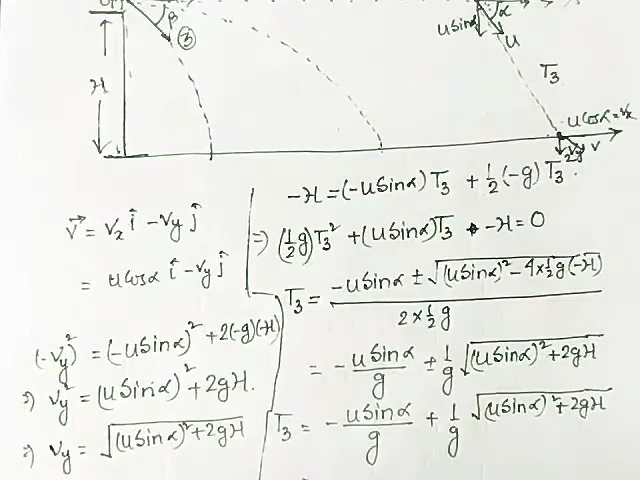 β
③
H
u sinα
α
u
T₃
u cosα = vₓ
v_y
v
-H = (-u sinα) T₃ + ½(-g) T₃².
⇒ (½g)T₃² + (u sinα)T₃ -H = 0
T₃ = (-u sinα ± √((u sinα)² - 4×½g(-H))) / (2×½g)
= -u sinα/g ± 1/g √((u sinα)² + 2gH)
T₃ = -u sinα/g + 1/g √((u sinα)² + 2gH)
v⃗ = vₓ î - v_y ĵ
= u cosα î - v_y ĵ
(-v_y)² = (-u sinα)² + 2(-g)(-H)
⇒ v_y² = (u sinα)² + 2gH.
⇒ v_y = √((u sinα)² + 2gH)